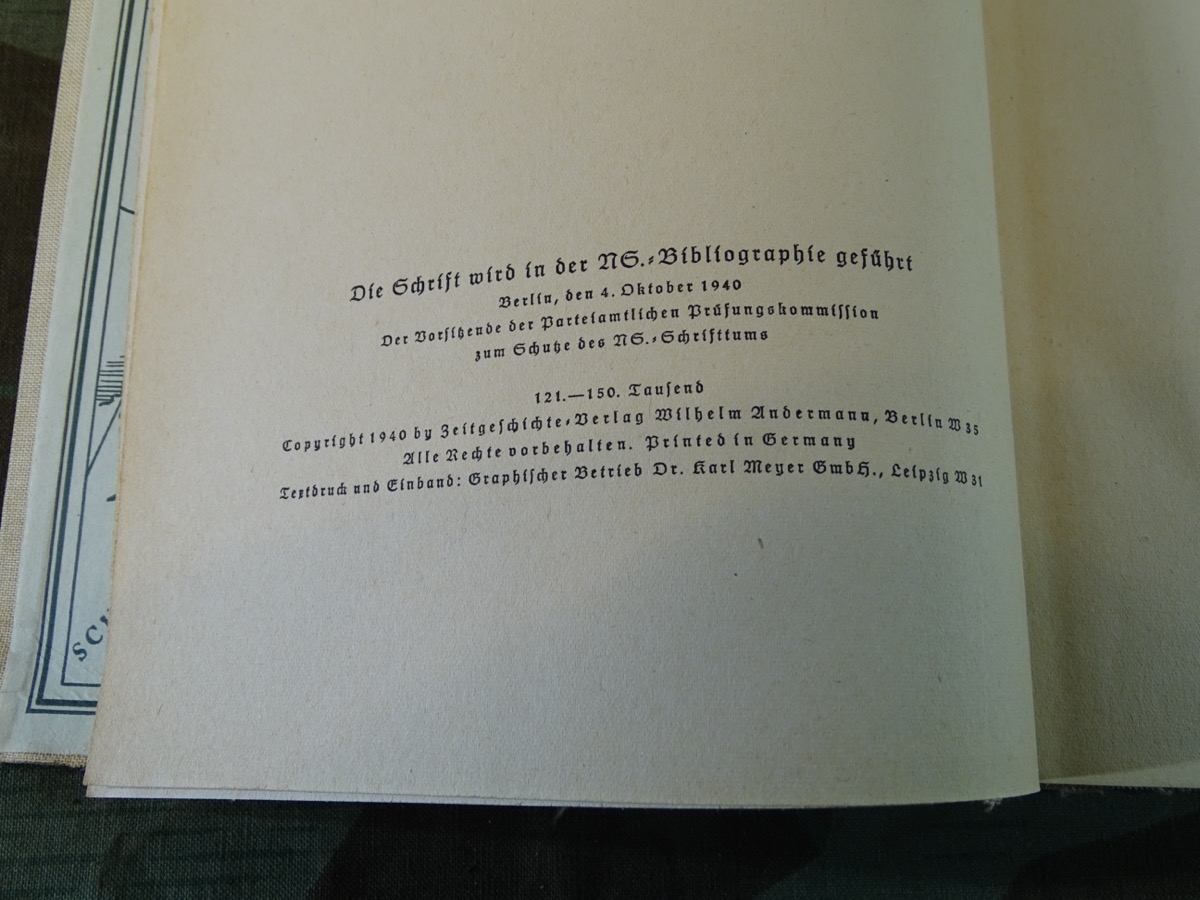 Die Schrift wird in der NS.-Bibliographie geführt
Berlin, den 4. Oktober 1940
Der Vorsitzende der Parteiamtlichen Prüfungskommission
zum Schutze des NS.-Schrifttums
121.—150. Tausend
Copyright 1940 by Zeitgeschichte-Verlag Wilhelm Andermann, Berlin W 35
Alle Rechte vorbehalten. Printed in Germany
Textdruck und Einband: Graphischer Betrieb Dr. Karl Meyer GmbH., Leipzig W 31